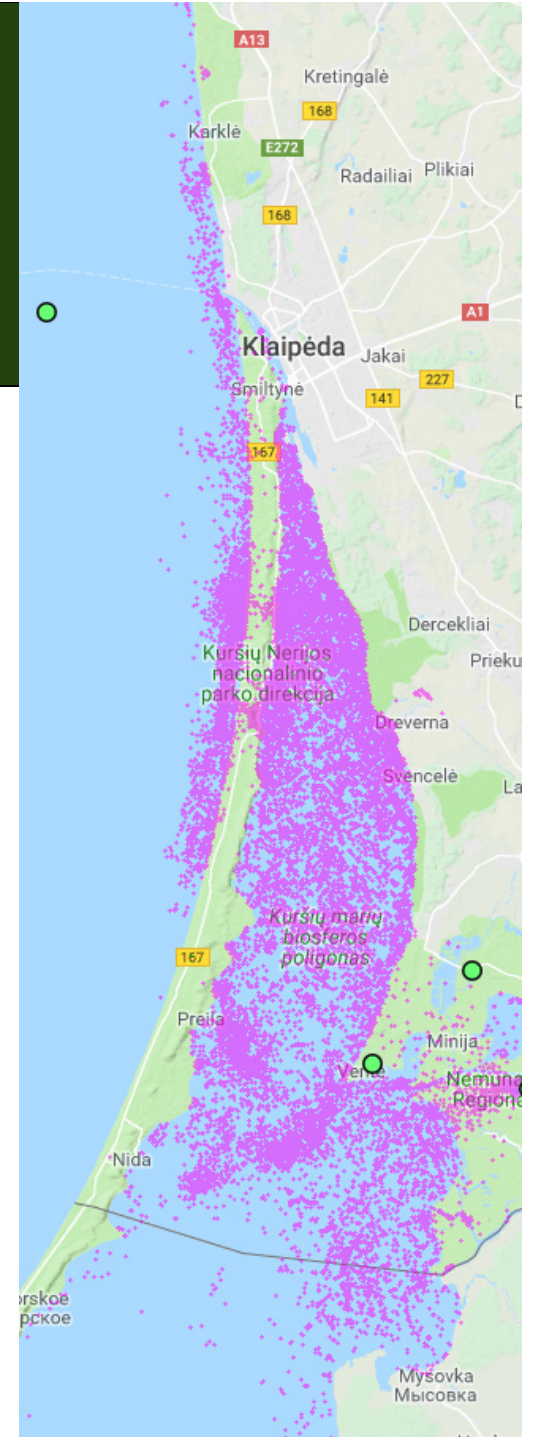 A13
Kretingalė
168
Karklė
E272
Radailiai
Plikiai
168
A1
Klaipėda
Jakai
Smiltynė
227
141
167
Dercekliai
Kuršių Nerijos
nacionalinio
parko direkcija
Prieku
Dreverna
Svencelė
La
Kuršių marių
biosferos
poligonas
167
Preila
Minija
Ventė
Nemuna
Regiona
Nida
orskoe
рское
Mysovka
Мысовка